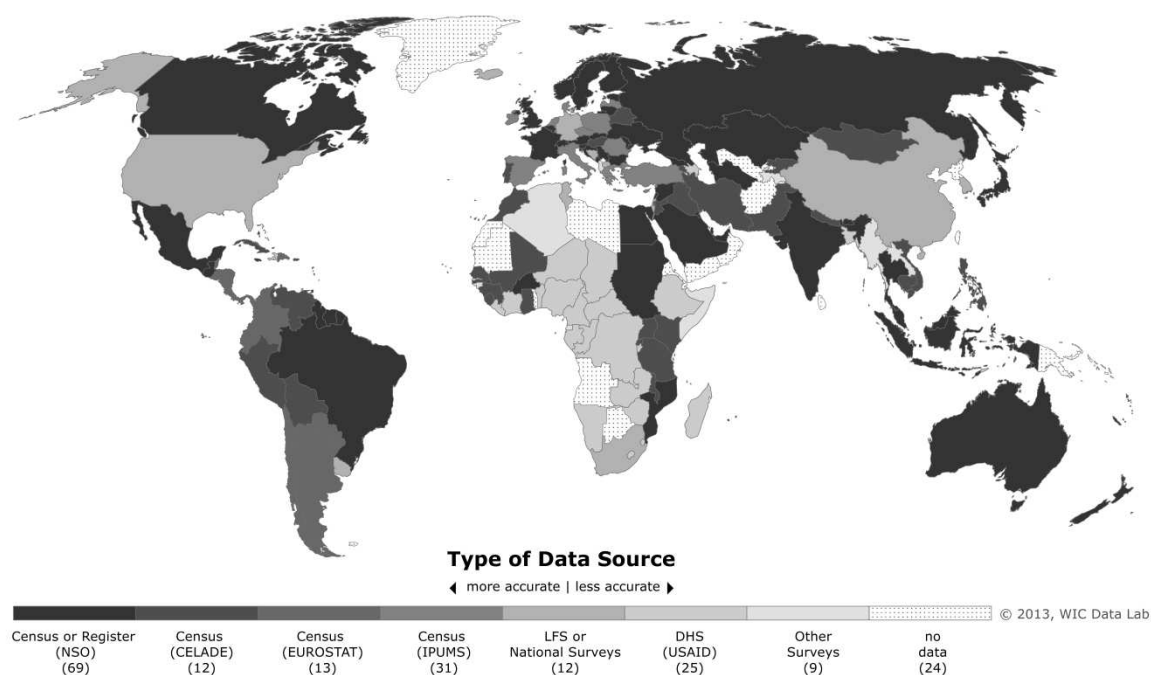 Type of Data Source
more accurate | less accurate
© 2013, WIC Data Lab
Census or Register
(NSO)
(69)
Census
(CELADE)
(12)
Census
(EUROSTAT)
(13)
Census
(IPUMS)
(31)
LFS or
National Surveys
(12)
DHS
(USAID)
(25)
Other
Surveys
(9)
no
data
(24)